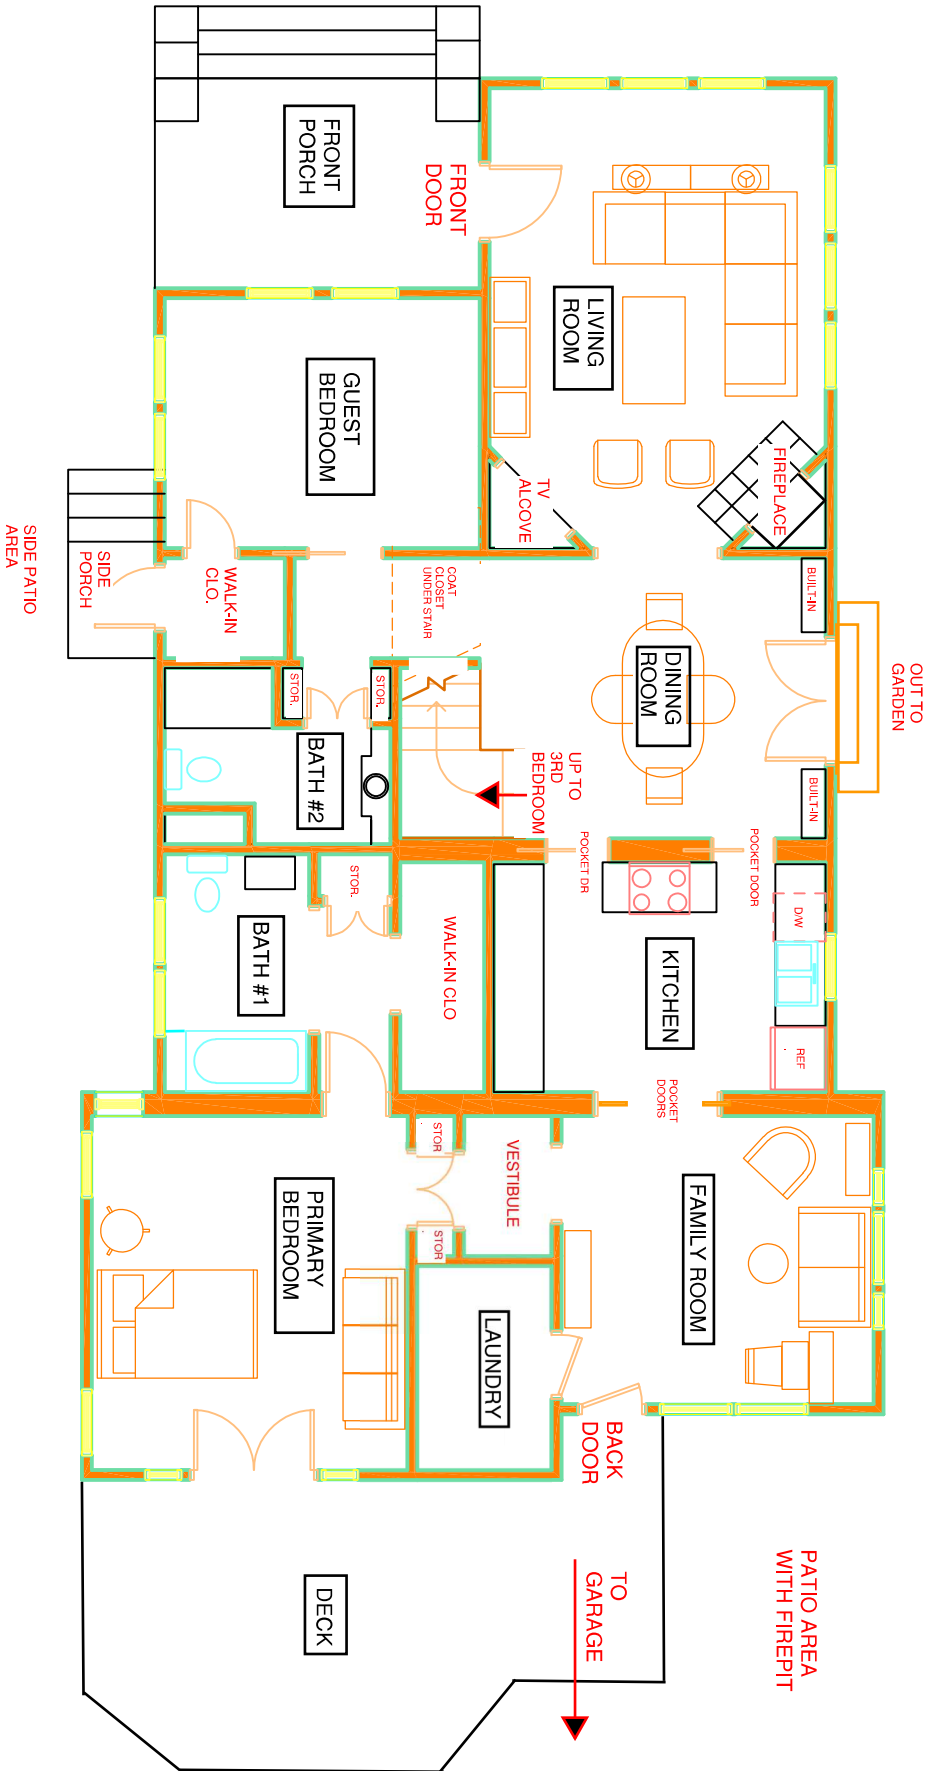 FRONT
PORCH
FRONT
DOOR
LIVING
ROOM
GUEST
BEDROOM
TV
ALCOVE
FIREPLACE
SIDE PATIO
AREA
SIDE
PORCH
WALK-IN
CLO.
COAT
CLOSET
UNDER STAIR
BUILT-IN
DINING
ROOM
OUT TO
GARDEN
STOR.
STOR.
BATH #2
UP TO
3RD
BEDROOM
BUILT-IN
POCKET DR
POCKET DOOR
STOR.
BATH #1
WALK-IN CLO
KITCHEN
D/W
REF
POCKET
DOORS
STOR
VESTIBULE
STOR
PRIMARY
BEDROOM
FAMILY ROOM
LAUNDRY
BACK
DOOR
DECK
TO
GARAGE
PATIO AREA
WITH FIREPIT